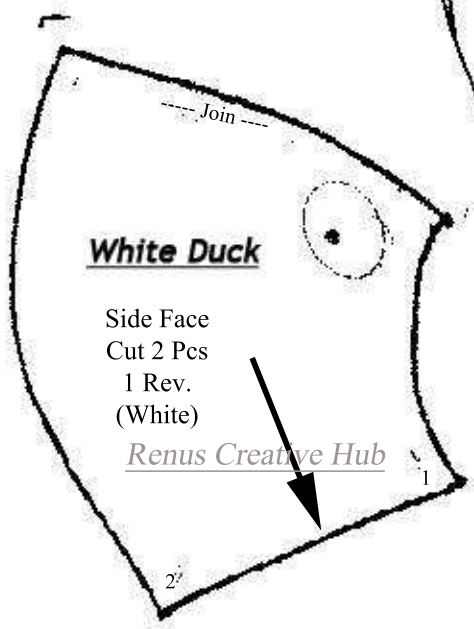 ----- Join -----
White Duck
Side Face
Cut 2 Pcs
1 Rev.
(White)
Renus Creative Hub
1
2